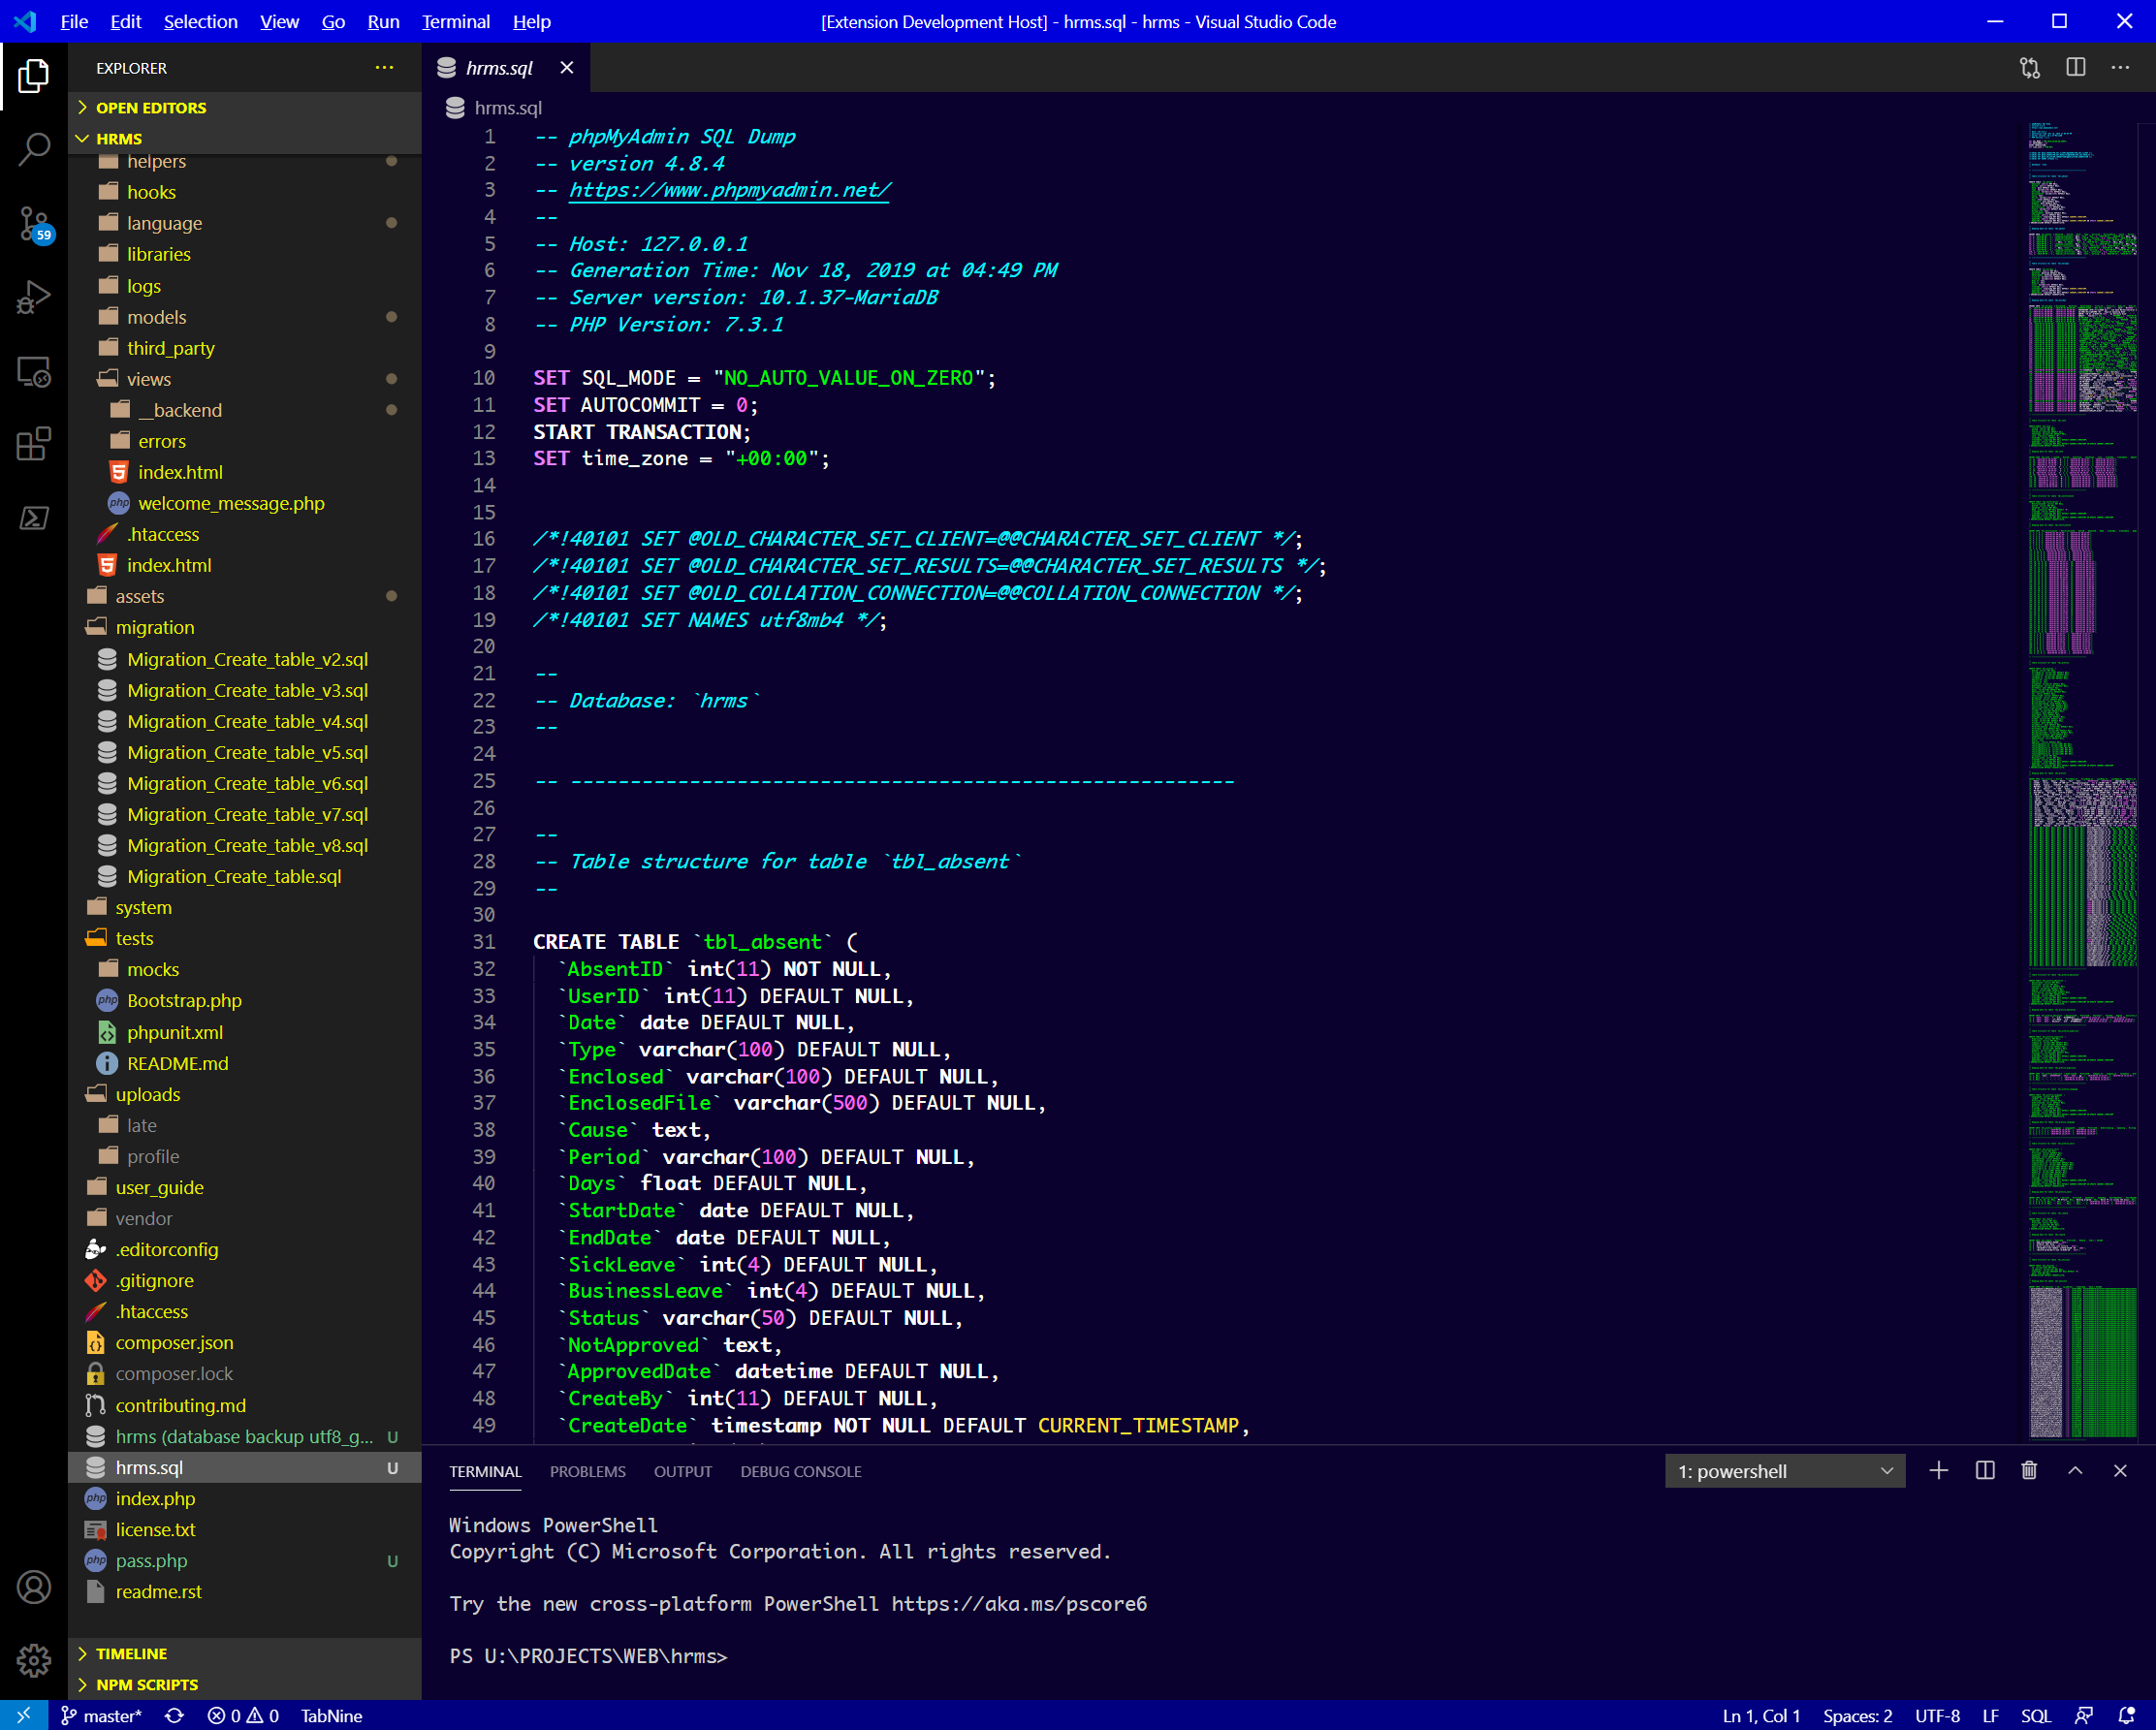 File Edit Selection View Go Run Terminal Help
[Extension Development Host] - hrms.sql - hrms - Visual Studio Code
EXPLORER
OPEN EDITORS
HRMS
helpers
hooks
language
libraries
logs
models
third_party
views
__backend
errors
index.html
welcome_message.php
.htaccess
index.html
assets
migration
Migration_Create_table_v2.sql
Migration_Create_table_v3.sql
Migration_Create_table_v4.sql
Migration_Create_table_v5.sql
Migration_Create_table_v6.sql
Migration_Create_table_v7.sql
Migration_Create_table_v8.sql
Migration_Create_table.sql
system
tests
mocks
Bootstrap.php
phpunit.xml
README.md
uploads
late
profile
user_guide
vendor
.editorconfig
.gitignore
.htaccess
composer.json
composer.lock
contributing.md
hrms (database backup utf8_g... U
hrms.sql U
index.php
license.txt
pass.php U
readme.rst
TIMELINE
NPM SCRIPTS
59
hrms.sql
hrms.sql
1 -- phpMyAdmin SQL Dump
2 -- version 4.8.4
3 -- https://www.phpmyadmin.net/
4 --
5 -- Host: 127.0.0.1
6 -- Generation Time: Nov 18, 2019 at 04:49 PM
7 -- Server version: 10.1.37-MariaDB
8 -- PHP Version: 7.3.1
9
10 SET SQL_MODE = "NO_AUTO_VALUE_ON_ZERO";
11 SET AUTOCOMMIT = 0;
12 START TRANSACTION;
13 SET time_zone = "+00:00";
14
15
16 /*!40101 SET @OLD_CHARACTER_SET_CLIENT=@@CHARACTER_SET_CLIENT */;
17 /*!40101 SET @OLD_CHARACTER_SET_RESULTS=@@CHARACTER_SET_RESULTS */;
18 /*!40101 SET @OLD_COLLATION_CONNECTION=@@COLLATION_CONNECTION */;
19 /*!40101 SET NAMES utf8mb4 */;
20
21 --
22 -- Database: `hrms`
23 --
24
25 -- --------------------------------------------------------
26
27 --
28 -- Table structure for table `tbl_absent`
29 --
30
31 CREATE TABLE `tbl_absent` (
32 `AbsentID` int(11) NOT NULL,
33 `UserID` int(11) DEFAULT NULL,
34 `Date` date DEFAULT NULL,
35 `Type` varchar(100) DEFAULT NULL,
36 `Enclosed` varchar(100) DEFAULT NULL,
37 `EnclosedFile` varchar(500) DEFAULT NULL,
38 `Cause` text,
39 `Period` varchar(100) DEFAULT NULL,
40 `Days` float DEFAULT NULL,
41 `StartDate` date DEFAULT NULL,
42 `EndDate` date DEFAULT NULL,
43 `SickLeave` int(4) DEFAULT NULL,
44 `BusinessLeave` int(4) DEFAULT NULL,
45 `Status` varchar(50) DEFAULT NULL,
46 `NotApproved` text,
47 `ApprovedDate` datetime DEFAULT NULL,
48 `CreateBy` int(11) DEFAULT NULL,
49 `CreateDate` timestamp NOT NULL DEFAULT CURRENT_TIMESTAMP,
TERMINAL PROBLEMS OUTPUT DEBUG CONSOLE 1: powershell
Windows PowerShell
Copyright (C) Microsoft Corporation. All rights reserved.
Try the new cross-platform PowerShell https://aka.ms/pscore6
PS U:\PROJECTS\WEB\hrms>
master* 0 0 TabNine Ln 1, Col 1 Spaces: 2 UTF-8 LF SQL